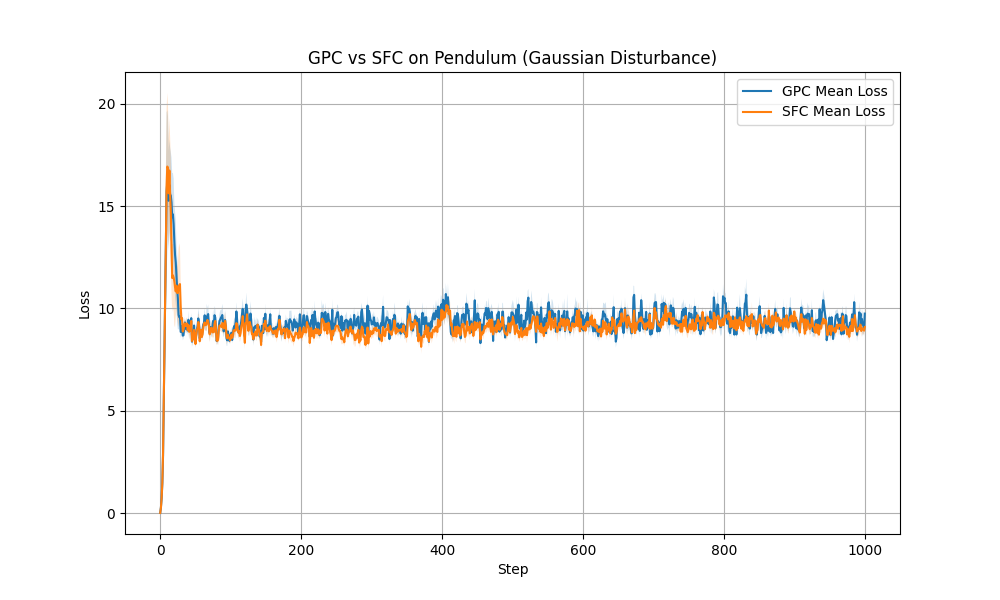 GPC vs SFC on Pendulum (Gaussian Disturbance)
GPC Mean Loss
SFC Mean Loss
20
15
10
5
0
Loss
0 200 400 600 800 1000
Step